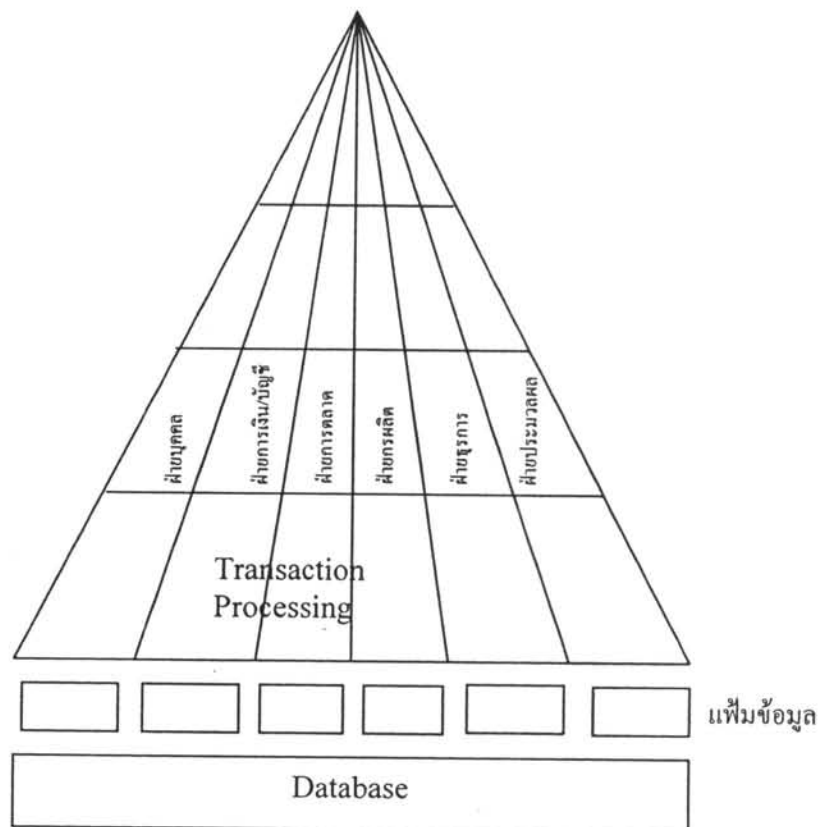 ฝ่ายบุคคล
ฝ่ายการเงิน/บัญชี
ฝ่ายการตลาด
ฝ่ายกรผลิต
ฝ่ายธุรการ
ฝ่ายประมวลผล
Transaction
Processing
แฟ้มข้อมูล
Database